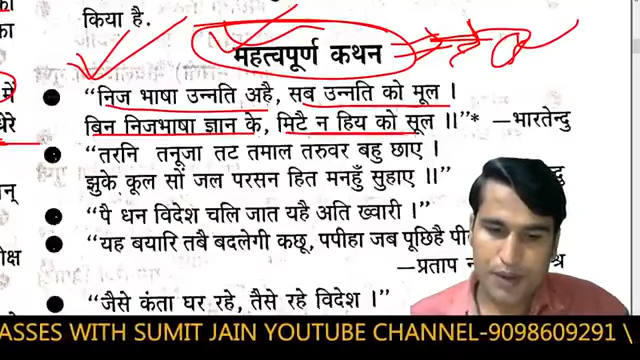 किया है.
महत्वपूर्ण कथन
“निज भाषा उन्नति अहै, सब उन्नति को मूल ।
बिन निजभाषा ज्ञान के, मिटै न हिय को सूल ।।”* —भारतेन्दु
“तरनि तनूजा तट तमाल तरुवर बहु छाए ।
झुके कूल सों जल परसन हित मनहुँ सुहाए ।।”
“पै धन विदेश चलि जात यहै अति ख्वारी ।”
“यह बयारि तबै बदलेगी कछू, पपीहा जब पूछिहै
—प्रताप
“जैसे कंता घर रहे, तैसे रहे विदेश ।”
ASSES WITH SUMIT JAIN YOUTUBE CHANNEL-9098609291 \